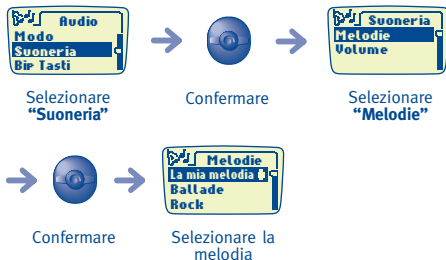 Audio
Modo
Suoneria
Bip Tasti
Selezionare
“Suoneria”
Confermare
Suoneria
Melodie
Volume
Selezionare
“Melodie”
Confermare
Melodie
La mia melodia
Ballade
Rock
Selezionare la
melodia